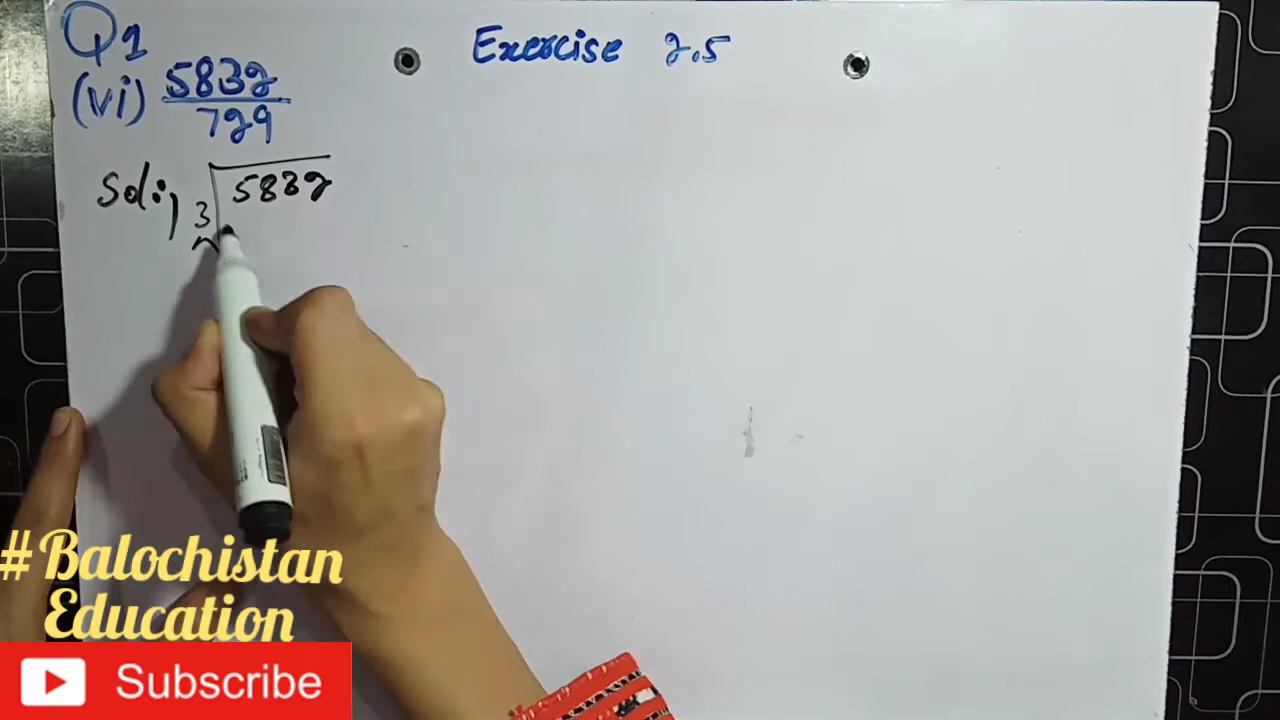 Q1
Exercise 2.5
(vi) 5832
729
Sol:, 5832
3
#Balochistan
Education
Subscribe